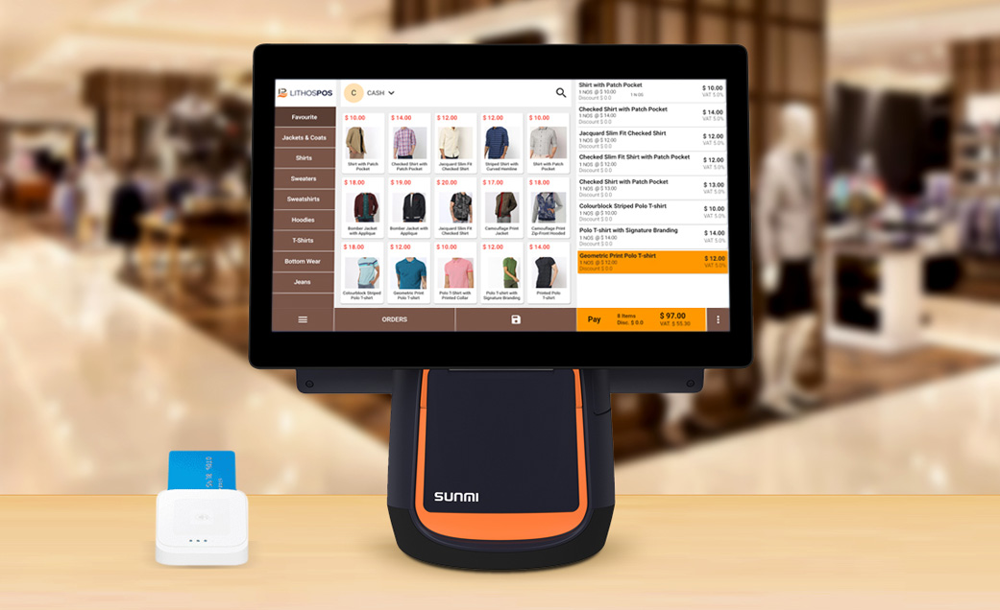 LITHOSPOS
C CASH
Favourite
Jackets & Coats
Shirts
Sweaters
Sweatshirts
Hoodies
T-Shirts
Bottom Wear
Jeans
$ 10.00
Shirt with Patch
Pocket
$ 14.00
Checked Shirt with
Patch Pocket
$ 12.00
Jacquard Slim Fit
Checked Shirt
$ 12.00
Striped Shirt with
Curved Hemline
$ 10.00
Shirt with Patch
Pocket
$ 18.00
Bomber Jacket
with Applique
$ 19.00
Bomber Jacket with
Applique
$ 20.00
Jacquard Slim Fit
Checked Shirt
$ 17.00
Camouflage Print
Jacket
$ 18.00
Camouflage Print
Zip-Front Hooded
$ 18.00
Colourblock Striped
Polo T-shirt
$ 12.00
Geometric Print
Polo T-shirt
$ 10.00
Polo T-Shirt with
Printed Collar
$ 12.00
Polo T-shirt with
Signature Branding
$ 14.00
Printed Polo
T-shirt
Shirt with Patch Pocket
$ 10.00
1 NOS @ $ 10.00
1 NOS
VAT 5.0%
Discount $ 0.0
Checked Shirt with Patch Pocket
$ 14.00
1 NOS @ $ 14.00
VAT 5.0%
Discount $ 0.0
Jacquard Slim Fit Checked Shirt
$ 12.00
1 NOS @ $ 12.00
VAT 5.0%
Discount $ 0.0
Checked Slim Fit Shirt with Patch Pocket
$ 12.00
1 NOS @ $ 12.00
VAT 5.0%
Discount $ 0.0
Checked Shirt with Patch Pocket
$ 13.00
1 NOS @ $ 13.00
VAT 5.0%
Discount $ 0.0
Colourblock Striped Polo T-shirt
$ 10.00
1 NOS @ $ 10.00
VAT 5.0%
Discount $ 0.0
Polo T-shirt with Signature Branding
$ 14.00
1 NOS @ $ 14.00
VAT 5.0%
Discount $ 0.0
Geometric Print Polo T-shirt
$ 12.00
1 NOS @ $ 12.00
VAT 5.0%
Discount $ 0.0
ORDERS
Pay
8 Items
Disc. $ 0.0
$ 97.00
VAT: $ 55.30
SUNMI